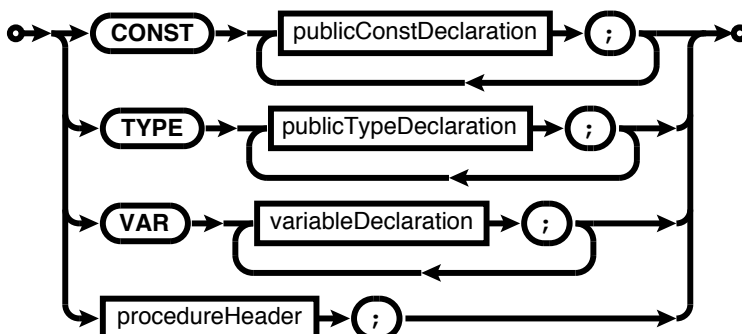 CONST publicConstDeclaration ;
TYPE publicTypeDeclaration ;
VAR variableDeclaration ;
procedureHeader ;